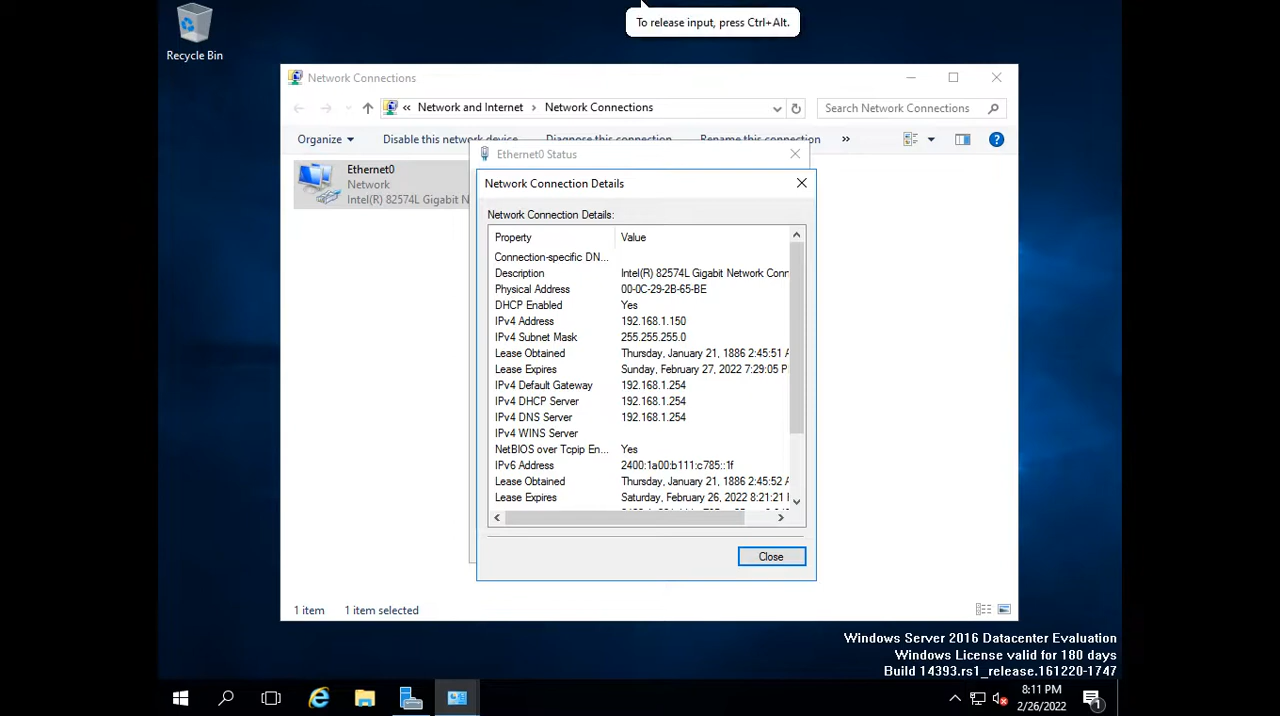 To release input, press Ctrl+Alt.
Recycle Bin
Network Connections
« Network and Internet > Network Connections
Search Network Connections
Organize
Disable this network device
Diagnose this connection
Rename this connection
»
Ethernet0
Network
Intel(R) 82574L Gigabit N
Ethernet0 Status
Network Connection Details
Network Connection Details:
Property Value
Connection-specific DN...
Description Intel(R) 82574L Gigabit Network Conn
Physical Address 00-0C-29-2B-65-BE
DHCP Enabled Yes
IPv4 Address 192.168.1.150
IPv4 Subnet Mask 255.255.255.0
Lease Obtained Thursday, January 21, 1886 2:45:51 A
Lease Expires Sunday, February 27, 2022 7:29:05 P
IPv4 Default Gateway 192.168.1.254
IPv4 DHCP Server 192.168.1.254
IPv4 DNS Server 192.168.1.254
IPv4 WINS Server
NetBIOS over Tcpip En... Yes
IPv6 Address 2400:1a00:b111:c785::1f
Lease Obtained Thursday, January 21, 1886 2:45:52 A
Lease Expires Saturday, February 26, 2022 8:21:21
Close
1 item 1 item selected
Windows Server 2016 Datacenter Evaluation
Windows License valid for 180 days
Build 14393.rs1_release.161220-1747
8:11 PM
2/26/2022
1